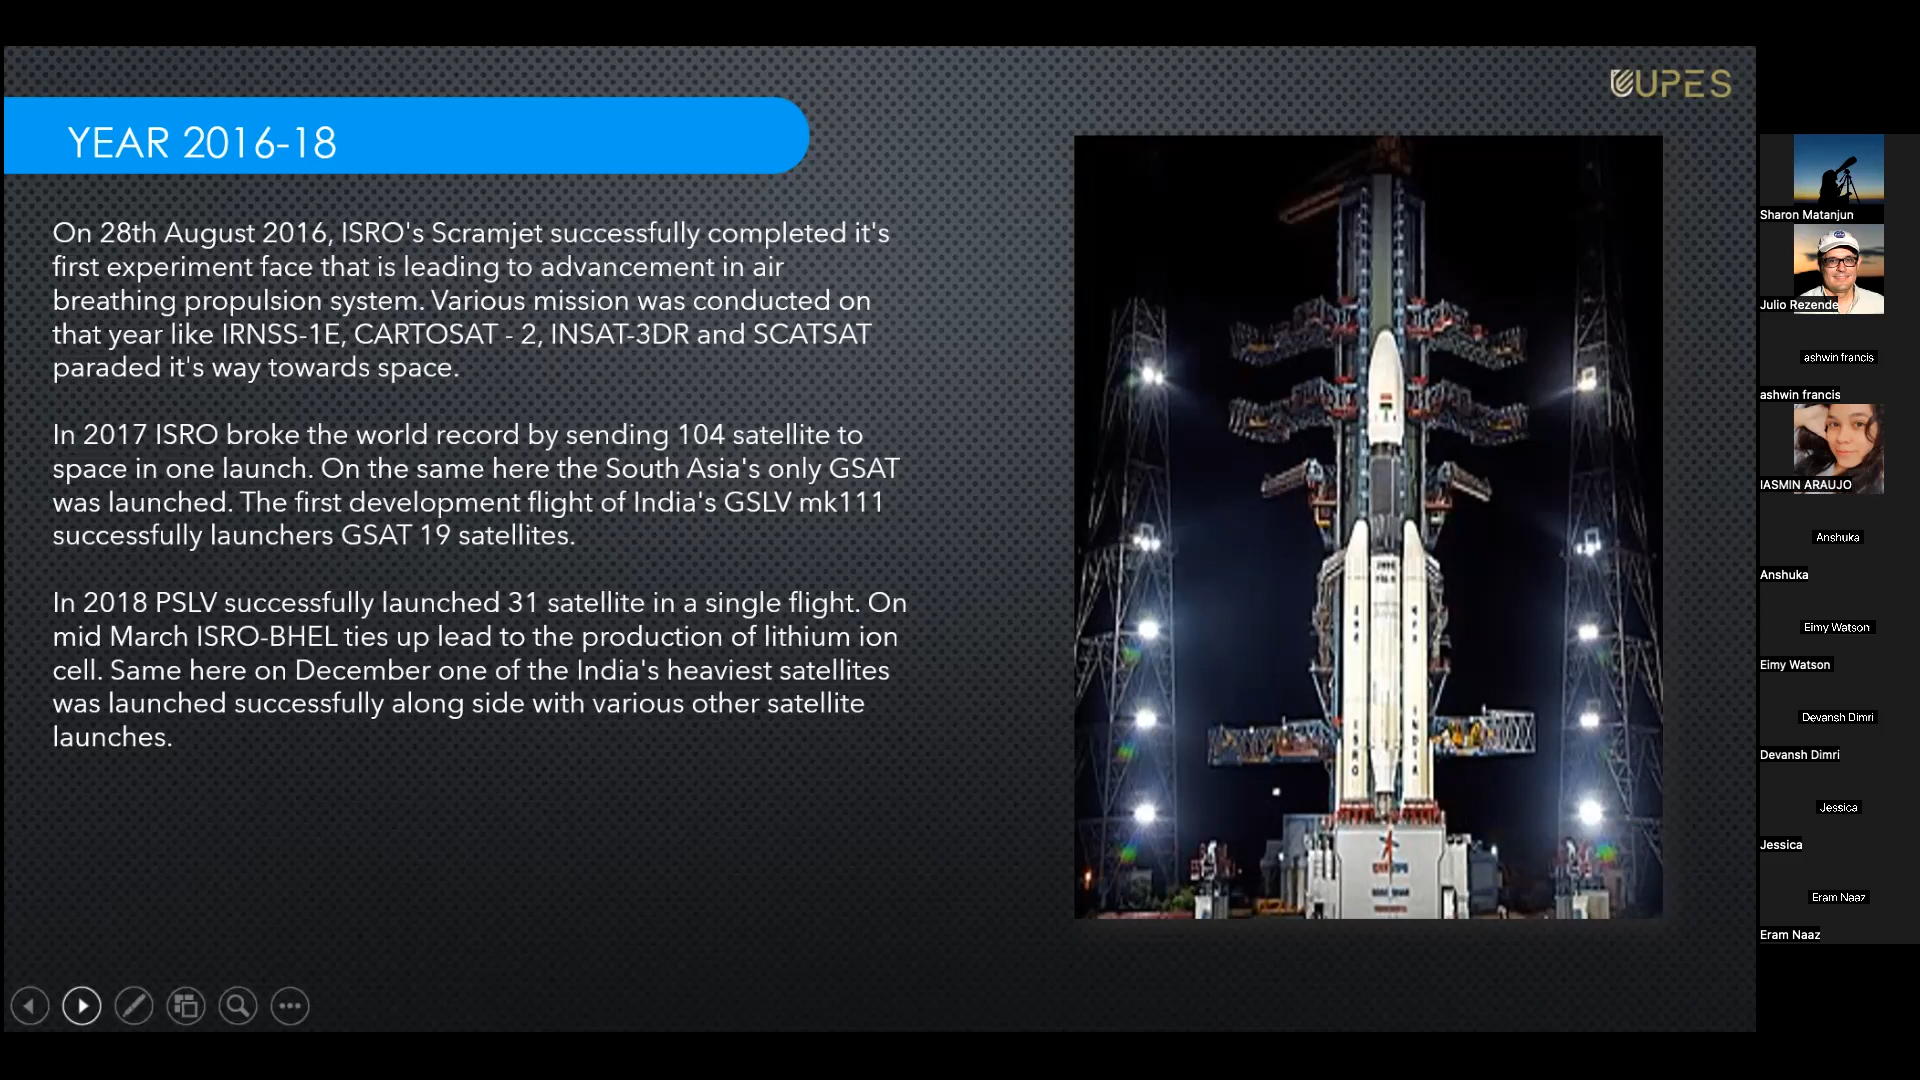 UPES
YEAR 2016-18
On 28th August 2016, ISRO's Scramjet successfully completed it's
first experiment face that is leading to advancement in air
breathing propulsion system. Various mission was conducted on
that year like IRNSS-1E, CARTOSAT - 2, INSAT-3DR and SCATSAT
paraded it's way towards space.
In 2017 ISRO broke the world record by sending 104 satellite to
space in one launch. On the same here the South Asia's only GSAT
was launched. The first development flight of India's GSLV mk111
successfully launchers GSAT 19 satellites.
In 2018 PSLV successfully launched 31 satellite in a single flight. On
mid March ISRO-BHEL ties up lead to the production of lithium ion
cell. Same here on December one of the India's heaviest satellites
was launched successfully along side with various other satellite
launches.
ISRO
INDIA
Sharon Matanjun
Julio Rezende
ashwin francis
ashwin francis
IASMIN ARAUJO
Anshuka
Anshuka
Eimy Watson
Eimy Watson
Devansh Dimri
Devansh Dimri
Jessica
Jessica
Eram Naaz
Eram Naaz